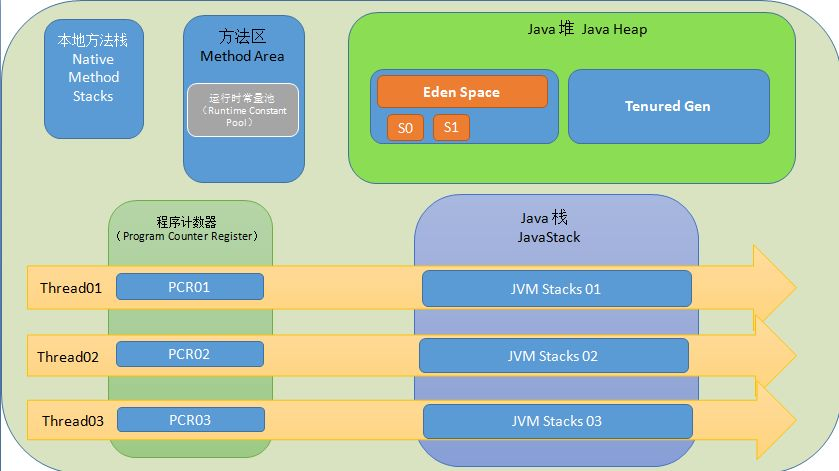 本地方法栈
Native
Method
Stacks
方法区
Method Area
运行时常量池
（Runtime Constant
Pool）
Java 堆 Java Heap
Eden Space
S0
S1
Tenured Gen
程序计数器
（Program Counter Register）
Java 栈
JavaStack
Thread01
PCR01
JVM Stacks 01
Thread02
PCR02
JVM Stacks 02
Thread03
PCR03
JVM Stacks 03